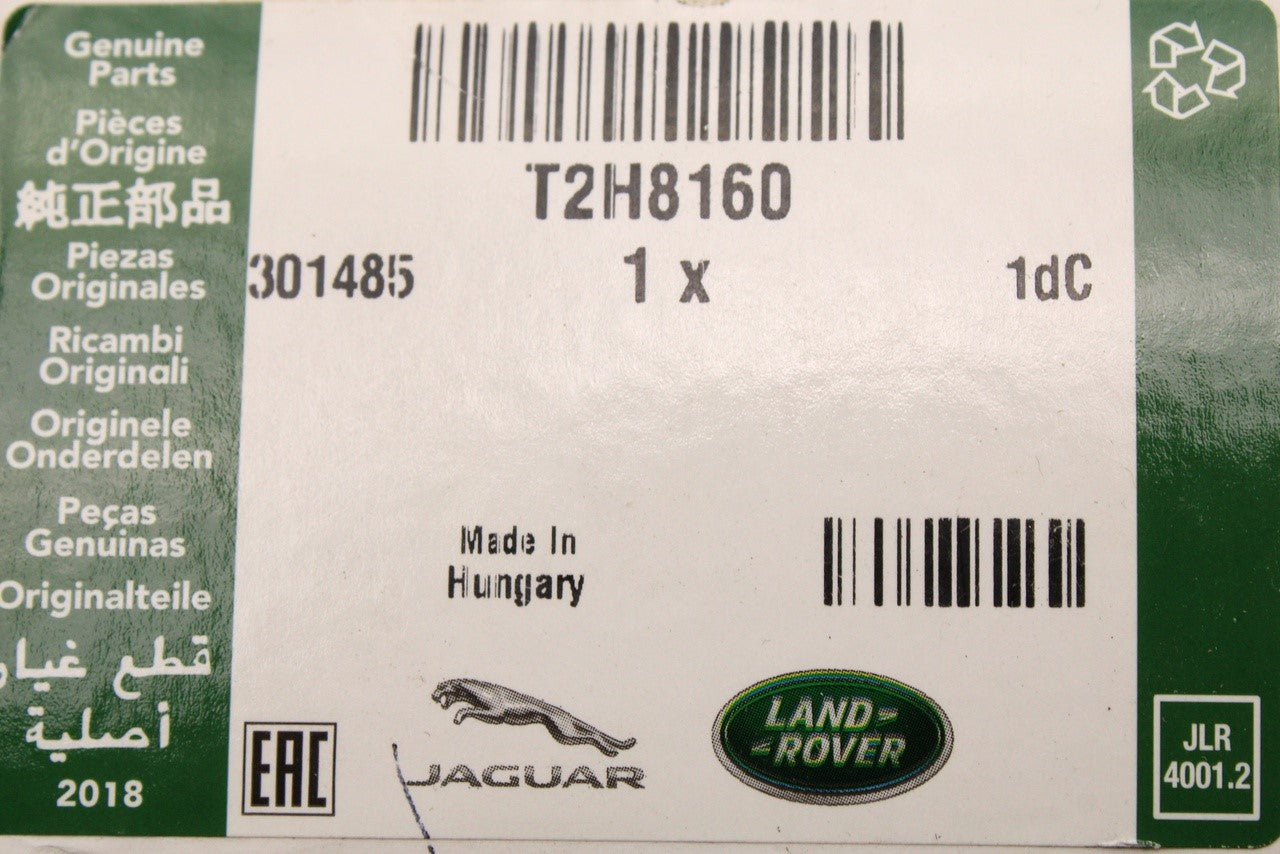 Genuine
Parts
Pièces
d'Origine
純正部品
Piezas
Originales
Ricambi
Originali
Originele
Onderdelen
Peças
Genuinas
Originalteile
قطع غيار
أصلية
2018
T2H8160
301485 1 x 1dC
Made In
Hungary
EAC
JAGUAR
LAND-
-ROVER
JLR
4001.2